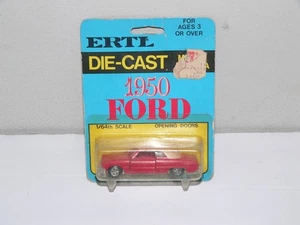 FOR
AGES 3
OR OVER
ERTL
DIE-CAST
1950
FORD
1/64th SCALE OPENING DOORS